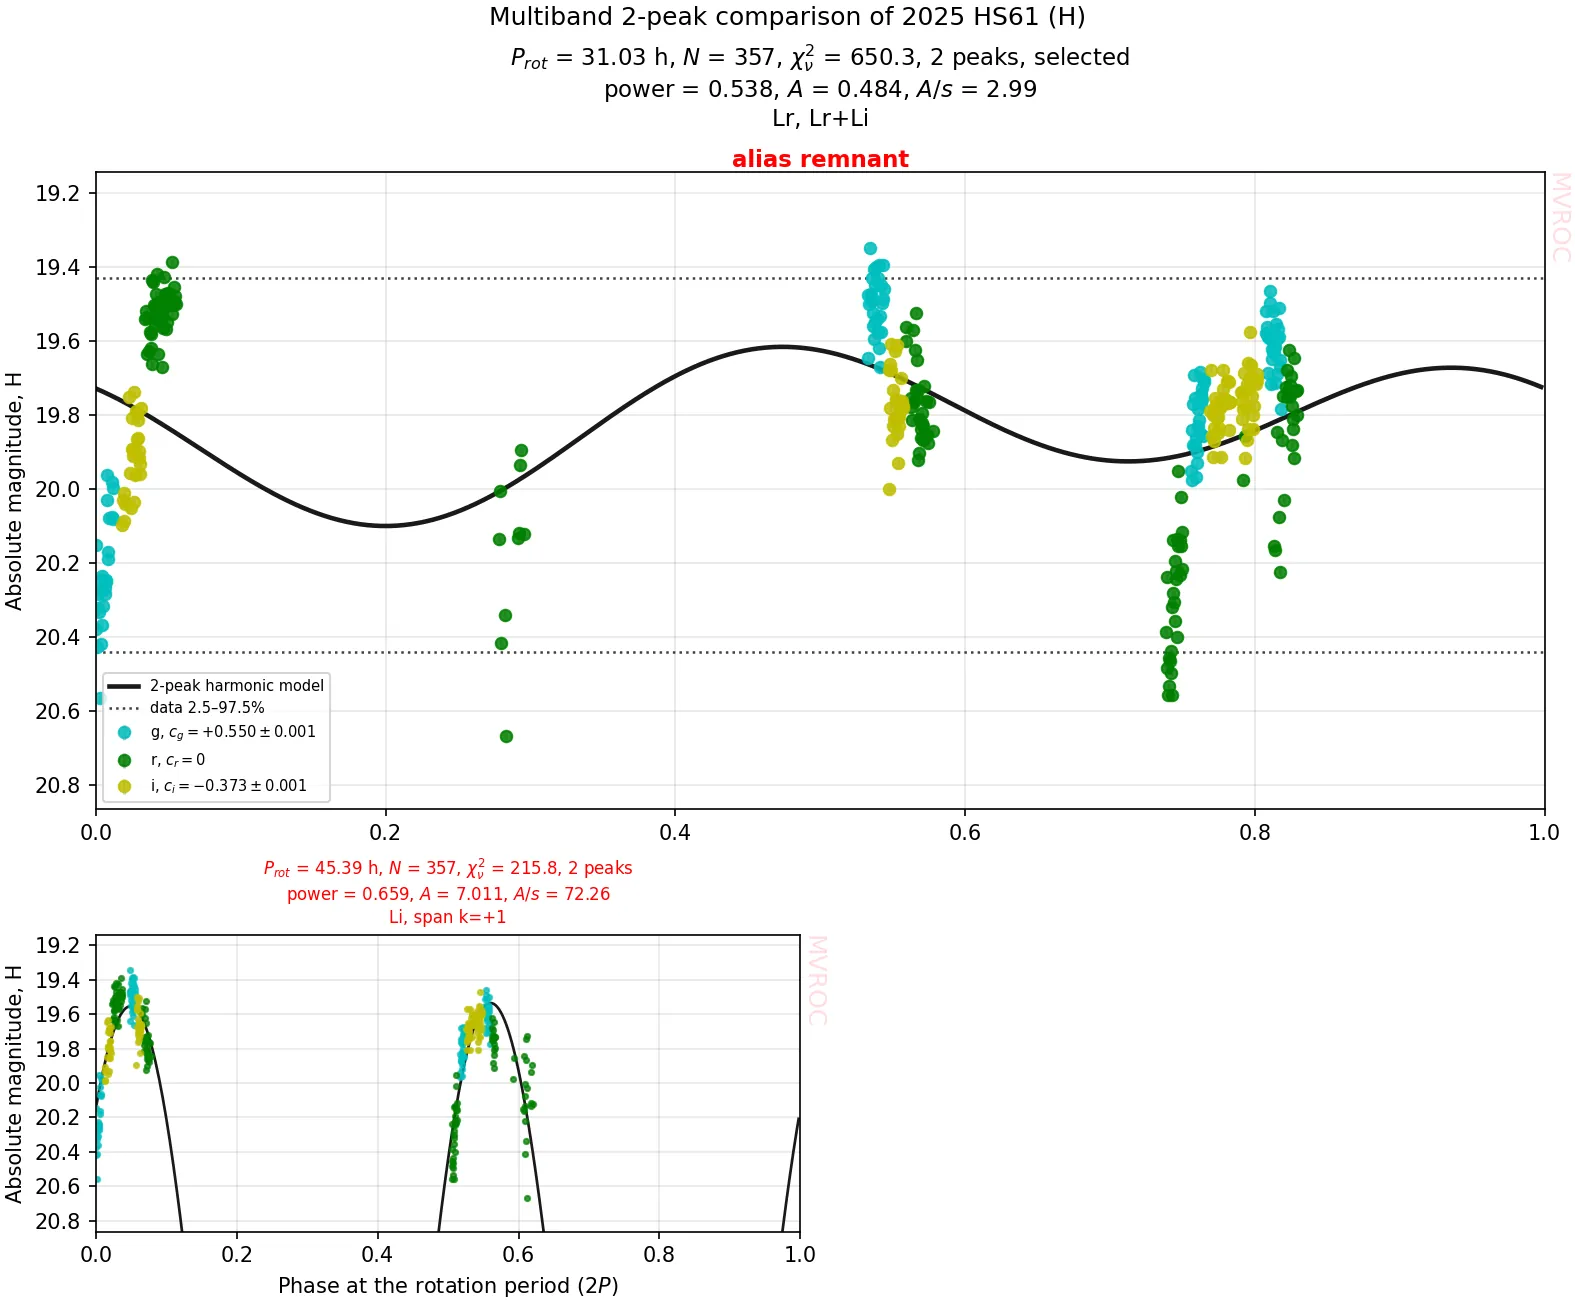 Multiband 2-peak comparison of 2025 HS61 (H)
P_rot = 31.03 h, N = 357, χ²_ν = 650.3, 2 peaks, selected
power = 0.538, A = 0.484, A/s = 2.99
Lr, Lr+Li
alias remnant
MVROC
Absolute magnitude, H
19.2
19.4
19.6
19.8
20.0
20.2
20.4
20.6
20.8
2-peak harmonic model
data 2.5–97.5%
g, c_g = +0.550 ± 0.001
r, c_r = 0
i, c_i = −0.373 ± 0.001
0.0 0.2 0.4 0.6 0.8 1.0
P_rot = 45.39 h, N = 357, χ²_ν = 215.8, 2 peaks
power = 0.659, A = 7.011, A/s = 72.26
Li, span k=+1
MVROC
Absolute magnitude, H
19.2
19.4
19.6
19.8
20.0
20.2
20.4
20.6
20.8
0.0 0.2 0.4 0.6 0.8 1.0
Phase at the rotation period (2P)